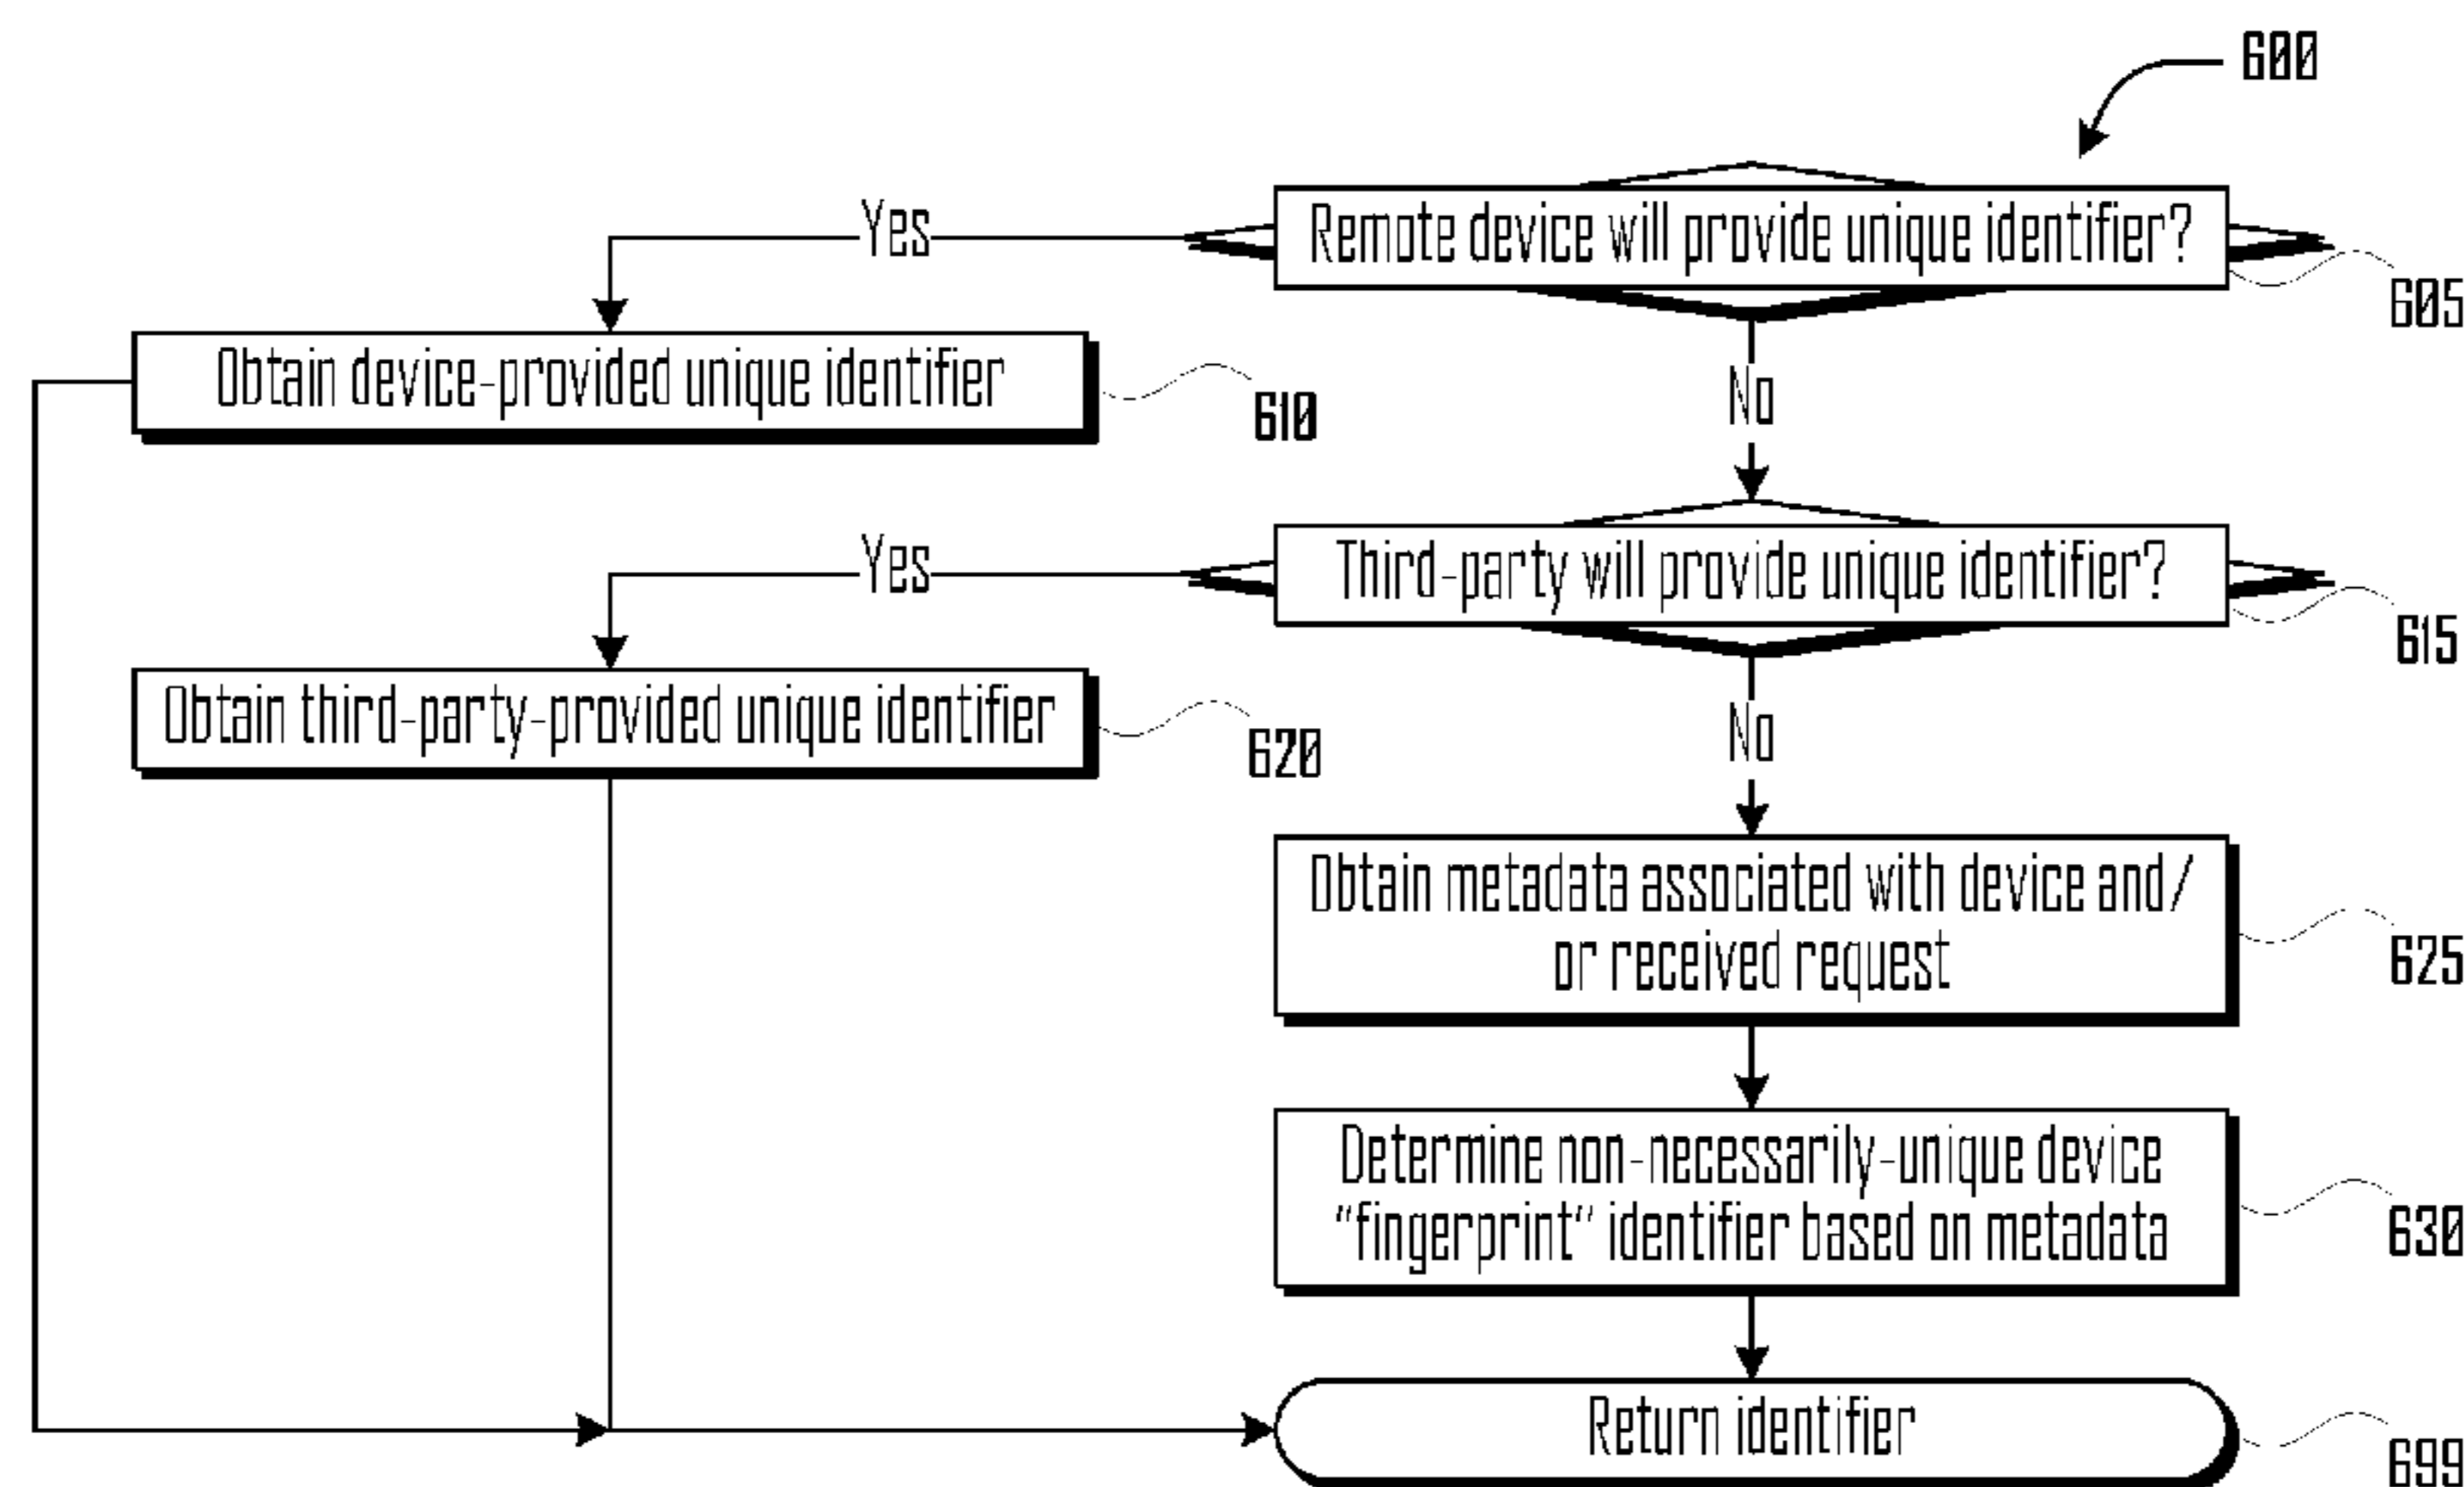 600
Remote device will provide unique identifier?
605
Yes
No
Obtain device-provided unique identifier
610
Third-party will provide unique identifier?
615
Yes
No
Obtain third-party-provided unique identifier
620
Obtain metadata associated with device and/
or received request
625
Determine non-necessarily-unique device
"fingerprint" identifier based on metadata
630
Return identifier
699